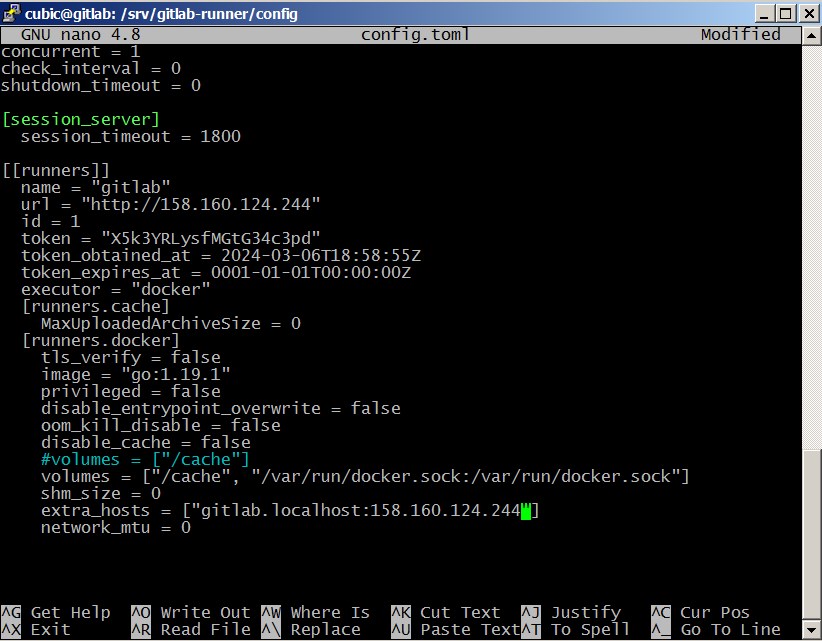 cubic@gitlab: /srv/gitlab-runner/config
GNU nano 4.8 config.toml Modified
concurrent = 1
check_interval = 0
shutdown_timeout = 0
[session_server]
session_timeout = 1800
[[runners]]
name = "gitlab"
url = "http://158.160.124.244"
id = 1
token = "X5k3YRLysfMGtG34c3pd"
token_obtained_at = 2024-03-06T18:58:55Z
token_expires_at = 0001-01-01T00:00:00Z
executor = "docker"
[runners.cache]
MaxUploadedArchiveSize = 0
[runners.docker]
tls_verify = false
image = "go:1.19.1"
privileged = false
disable_entrypoint_overwrite = false
oom_kill_disable = false
disable_cache = false
#volumes = ["/cache"]
volumes = ["/cache", "/var/run/docker.sock:/var/run/docker.sock"]
shm_size = 0
extra_hosts = ["gitlab.localhost:158.160.124.244"]
network_mtu = 0
^G Get Help ^O Write Out ^W Where Is ^K Cut Text ^J Justify ^C Cur Pos
^X Exit ^R Read File ^\ Replace ^U Paste Text ^T To Spell ^_ Go To Line